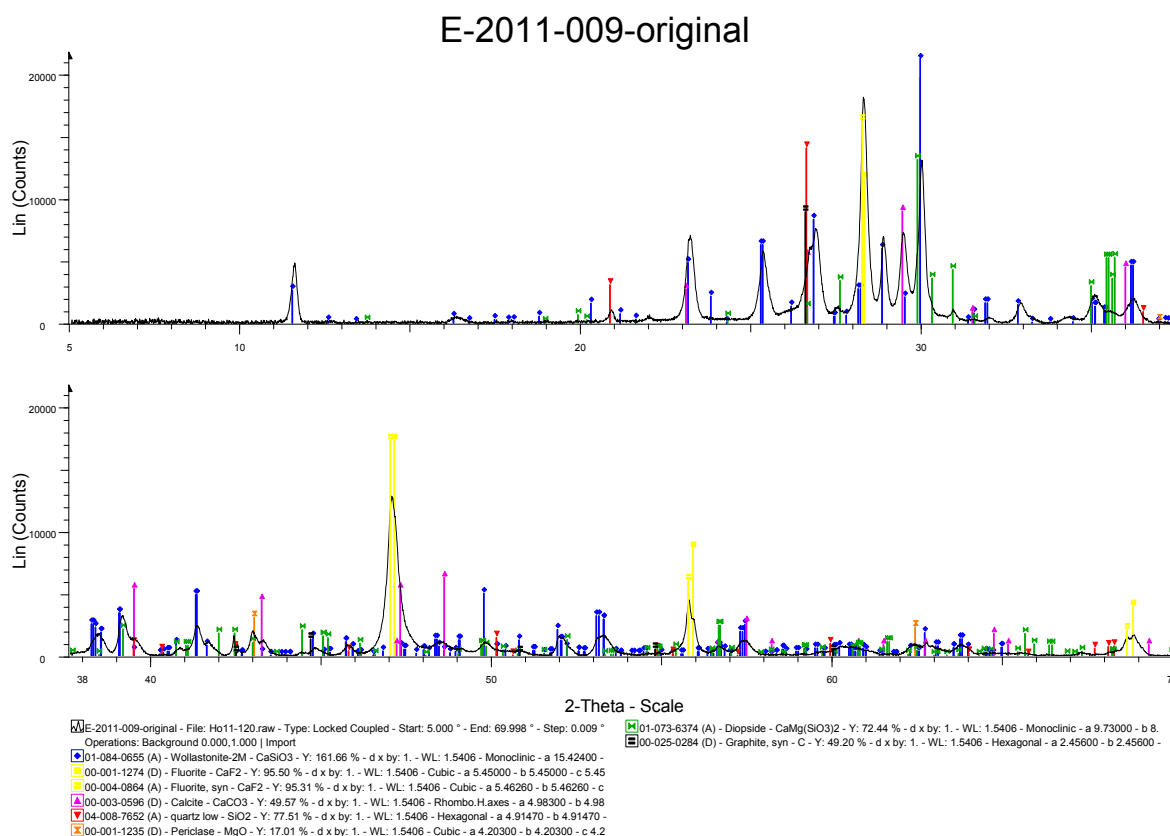 E-2011-009-original
Lin (Counts)
20000
10000
0
5
10
20
30
Lin (Counts)
20000
10000
0
38
40
50
60
7
2-Theta - Scale
E-2011-009-original - File: Ho11-120.raw - Type: Locked Coupled - Start: 5.000 ° - End: 69.998 ° - Step: 0.009 °
Operations: Background 0.000,1.000 | Import
01-084-0655 (A) - Wollastonite-2M - CaSiO3 - Y: 161.66 % - d x by: 1. - WL: 1.5406 - Monoclinic - a 15.42400 -
00-001-1274 (D) - Fluorite - CaF2 - Y: 95.50 % - d x by: 1. - WL: 1.5406 - Cubic - a 5.45000 - b 5.45000 - c 5.45
00-004-0864 (A) - Fluorite, syn - CaF2 - Y: 95.31 % - d x by: 1. - WL: 1.5406 - Cubic - a 5.46260 - b 5.46260 - c
00-003-0596 (D) - Calcite - CaCO3 - Y: 49.57 % - d x by: 1. - WL: 1.5406 - Rhombo.H.axes - a 4.98300 - b 4.98
04-008-7652 (A) - quartz low - SiO2 - Y: 77.51 % - d x by: 1. - WL: 1.5406 - Hexagonal - a 4.91470 - b 4.91470 -
00-001-1235 (D) - Periclase - MgO - Y: 17.01 % - d x by: 1. - WL: 1.5406 - Cubic - a 4.20300 - b 4.20300 - c 4.2
01-073-6374 (A) - Diopside - CaMg(SiO3)2 - Y: 72.44 % - d x by: 1. - WL: 1.5406 - Monoclinic - a 9.73000 - b 8.
00-025-0284 (D) - Graphite, syn - C - Y: 49.20 % - d x by: 1. - WL: 1.5406 - Hexagonal - a 2.45600 - b 2.45600 -